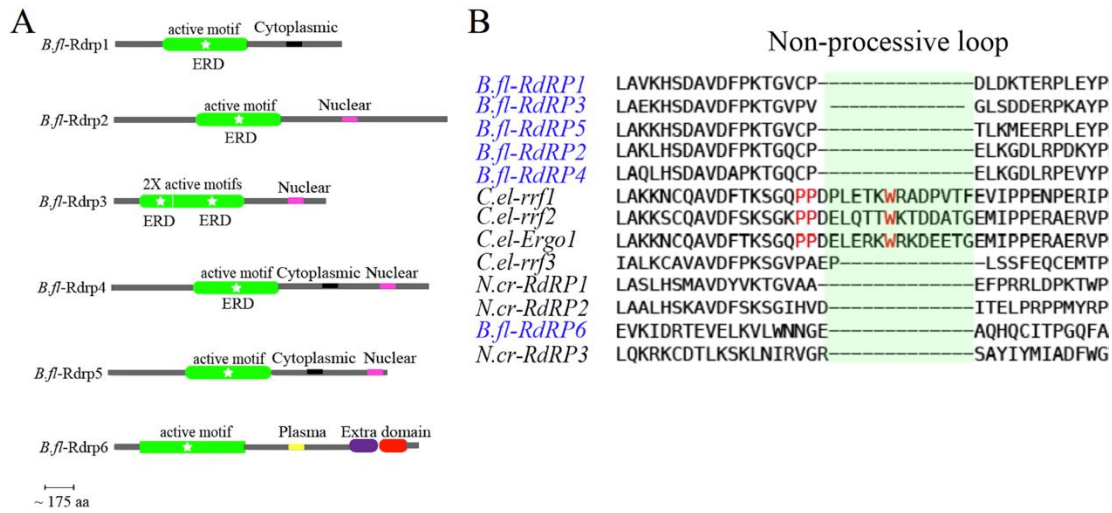 A
active motif Cytoplasmic
B.fl-Rdrp1
ERD
active motif Nuclear
B.fl-Rdrp2
ERD
2X active motifs Nuclear
B.fl-Rdrp3
ERD ERD
active motif Cytoplasmic Nuclear
B.fl-Rdrp4
ERD
active motif Cytoplasmic Nuclear
B.fl-Rdrp5
active motif Plasma Extra domain
B.fl-Rdrp6
~ 175 aa
B
Non-processive loop
B.fl-RdRP1 LAVKHSDAVDFPKTGVCP---------------DLDKTERPLEYP
B.fl-RdRP3 LAEKHSDAVDFPKTGVPV --------------- GLSDDERPKAYP
B.fl-RdRP5 LAKKHSDAVDFPKTGVCP---------------TLKMEERPLEYP
B.fl-RdRP2 LAKLHSDAVDFPKTGQCP---------------ELKGDLRPDKYP
B.fl-RdRP4 LAQLHSDAVDAPKTGQCP---------------ELKGDLRPEVYP
C.el-rrf1 LAKKNCQAVDFTKSGQPPDPLETKWRADPVTFEVIPPENPERIP
C.el-rrf2 LAKKSCQAVDFSKSGKPPDELQTTWKTDDATGEMIPPERAERVP
C.el-Ergo1 LAKKNCQAVDFTKSGQPPDELERKWRKDEETGEMIPPERAERVP
C.el-rrf3 IALKCAVAVDFPKSGVPAEP---------------LSSFEQCEMTP
N.cr-RdRP1 LASLHSMAVDYVKTGVAA---------------EFPRRLDPKTWP
N.cr-RdRP2 LAALHSKAVDFSKSGIHVD---------------ITELPRPPMYRP
B.fl-RdRP6 EVKIDRTEVELKVLWNNGE---------------AQHQCITPGQFA
N.cr-RdRP3 LQKRKCDTLKSKLNIRVGR---------------SAYIYMIADFWG